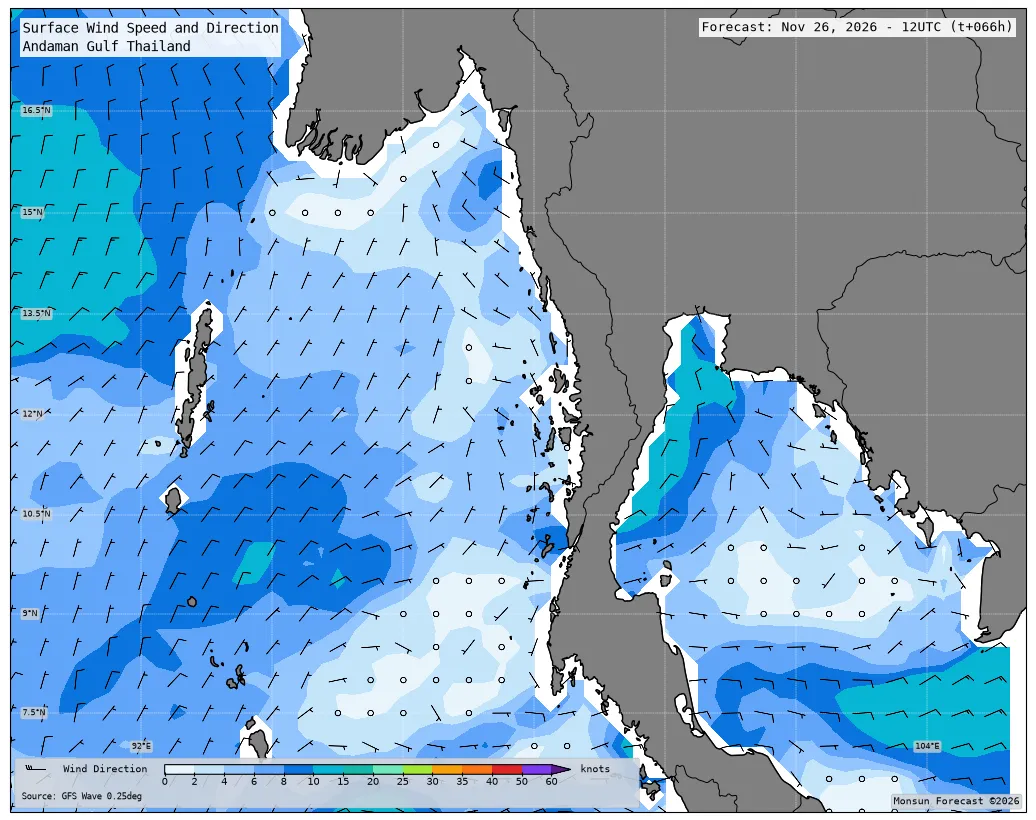 Surface Wind Speed and Direction
Andaman Gulf Thailand
Forecast: Nov 26, 2026 - 12UTC (t+066h)
16.5°N
15°N
13.5°N
12°N
10.5°N
9°N
7.5°N
92°E
104°E
Wind Direction
knots
0 2 4 6 8 10 15 20 25 30 35 40 50 60
Source: GFS Wave 0.25deg
Monsun Forecast ©2026